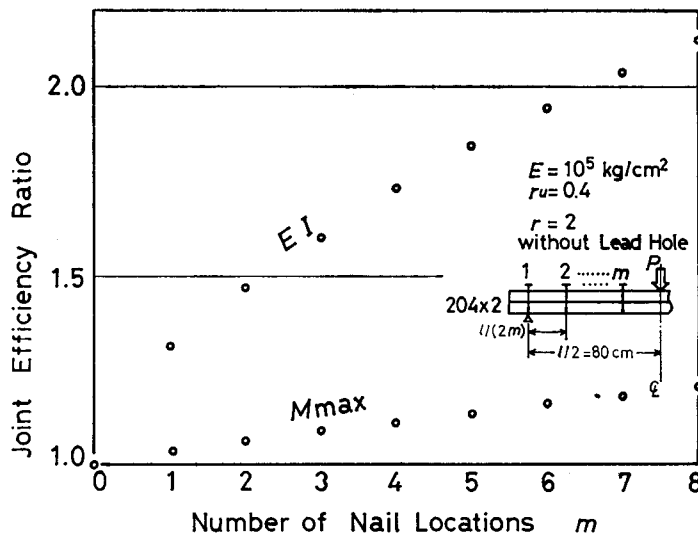 Joint Efficiency Ratio
2.0
1.5
1.0
E I
Mmax
E = 10⁵ kg/cm²
ru = 0.4
r = 2
without Lead Hole
1 2 ...... m P
204×2
l/(2m)
l/2 = 80 cm
℄
0 1 2 3 4 5 6 7 8
Number of Nail Locations m